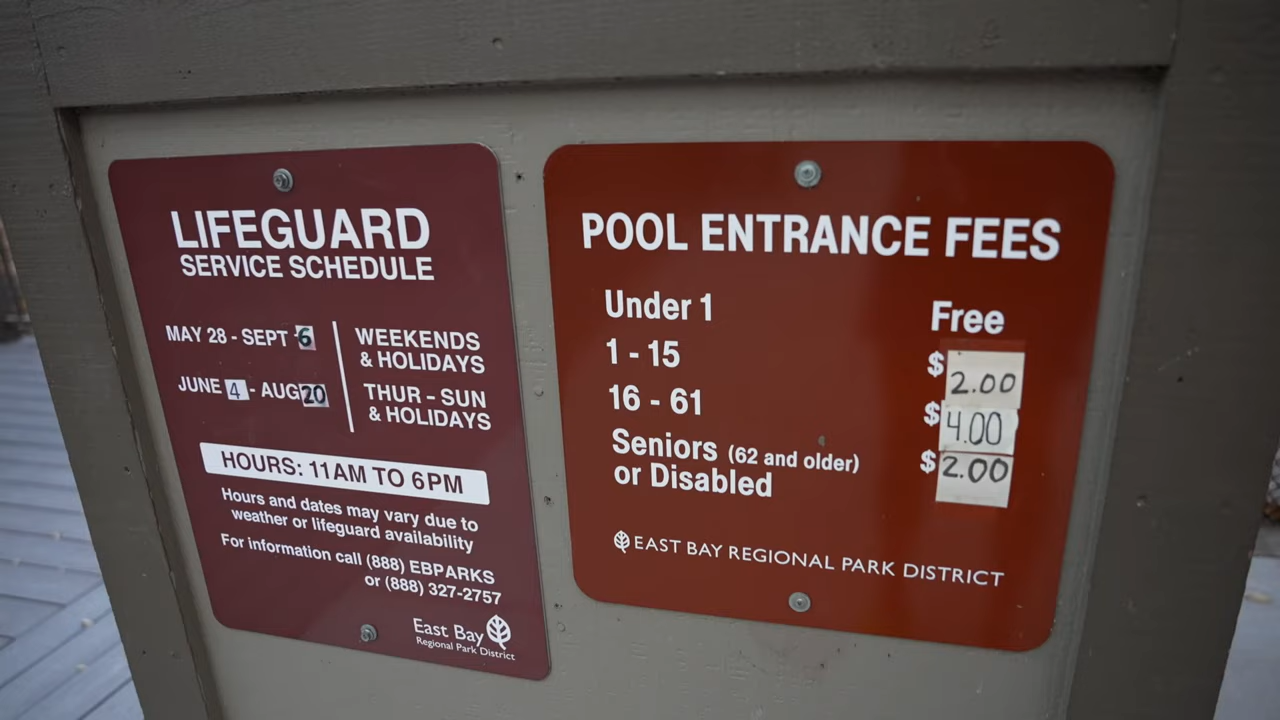 LIFEGUARD
SERVICE SCHEDULE
MAY 28 - SEPT 6
WEEKENDS
& HOLIDAYS
JUNE 4 - AUG 20
THUR - SUN
& HOLIDAYS
HOURS: 11AM TO 6PM
Hours and dates may vary due to
weather or lifeguard availability
For information call (888) EBPARKS
or (888) 327-2757
East Bay
Regional Park District
POOL ENTRANCE FEES
Under 1 Free
1 - 15 $2.00
16 - 61 $4.00
Seniors (62 and older) $2.00
or Disabled
EAST BAY REGIONAL PARK DISTRICT